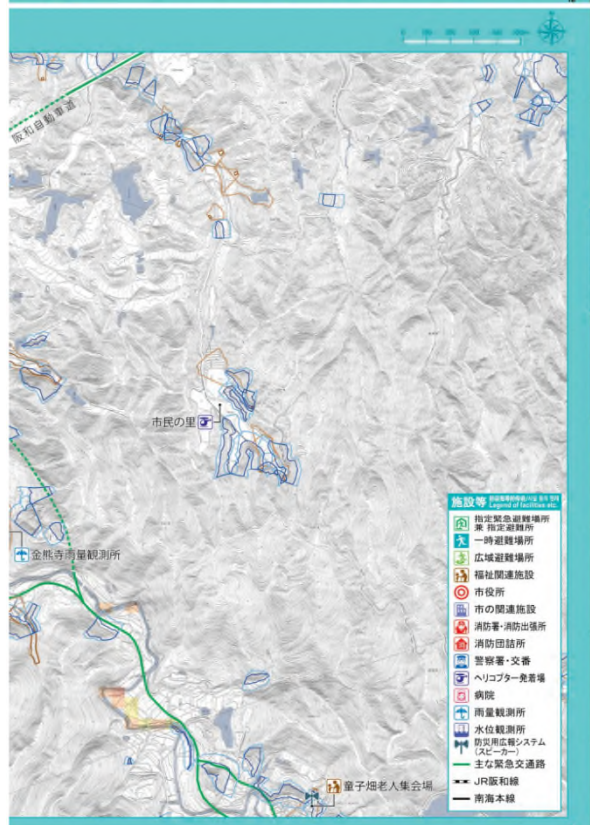 阪和自動車道
市民の里
金熊寺雨量観測所
童子畑老人集会場
施設等
Legend of facilities etc.
指定緊急避難場所
兼 指定避難所
一時避難場所
広域避難場所
福祉関連施設
市役所
市の関連施設
消防署・消防出張所
消防団詰所
警察署・交番
ヘリコプター発着場
病院
雨量観測所
水位観測所
防災用広報システム
(スピーカー)
主な緊急交通路
JR阪和線
南海本線